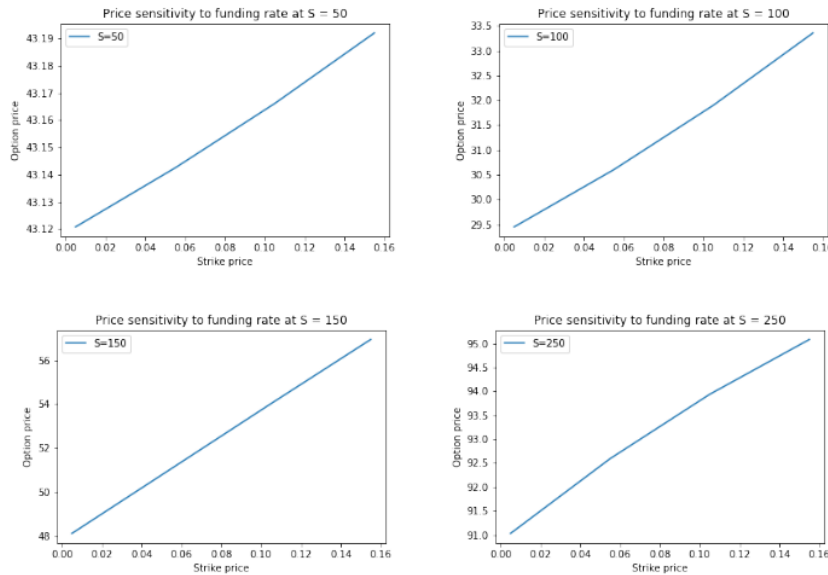 Price sensitivity to funding rate at S = 50
S=50
43.19
43.18
43.17
43.16
43.15
43.14
43.13
43.12
Option price
0.00 0.02 0.04 0.06 0.08 0.10 0.12 0.14 0.16
Strike price
Price sensitivity to funding rate at S = 100
S=100
33.5
33.0
32.5
32.0
31.5
31.0
30.5
30.0
29.5
Option price
0.00 0.02 0.04 0.06 0.08 0.10 0.12 0.14 0.16
Strike price
Price sensitivity to funding rate at S = 150
S=150
56
54
52
50
48
Option price
0.00 0.02 0.04 0.06 0.08 0.10 0.12 0.14 0.16
Strike price
Price sensitivity to funding rate at S = 250
S=250
95.0
94.5
94.0
93.5
93.0
92.5
92.0
91.5
91.0
Option price
0.00 0.02 0.04 0.06 0.08 0.10 0.12 0.14 0.16
Strike price